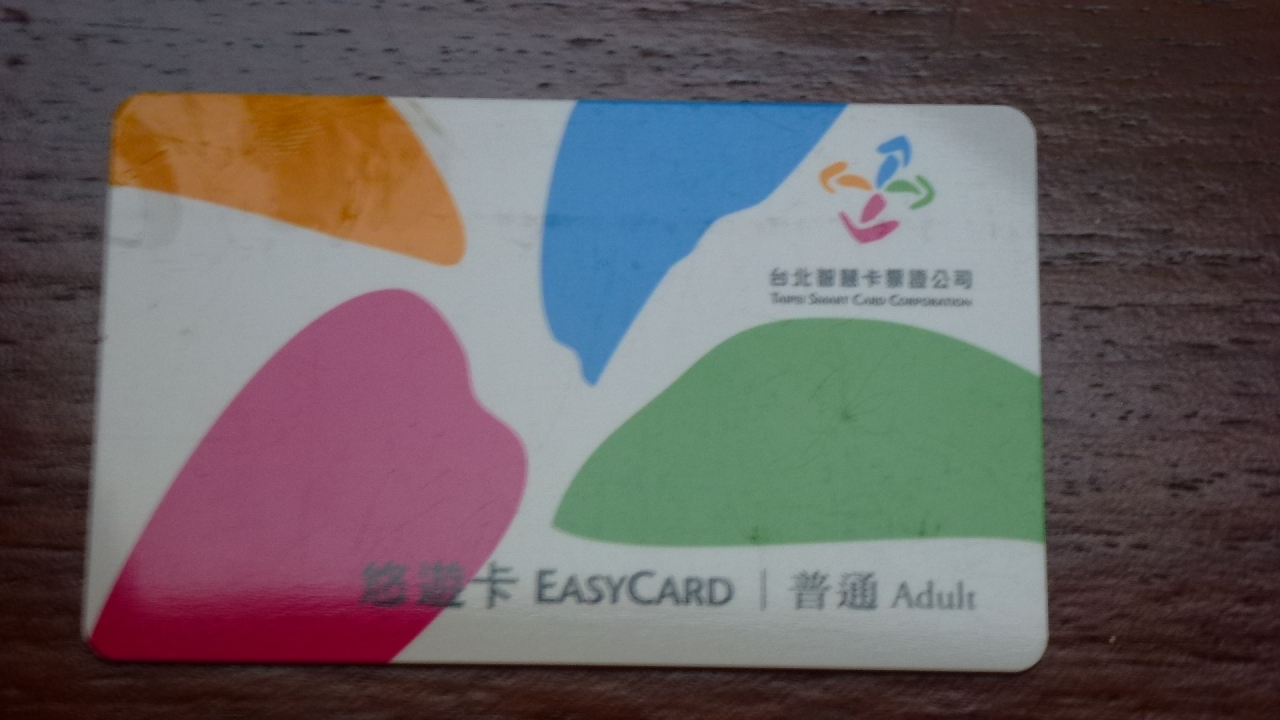 台北智慧卡票證公司
TAIPEI SMART CARD CORPORATION
悠遊卡 EASYCARD | 普通 Adult